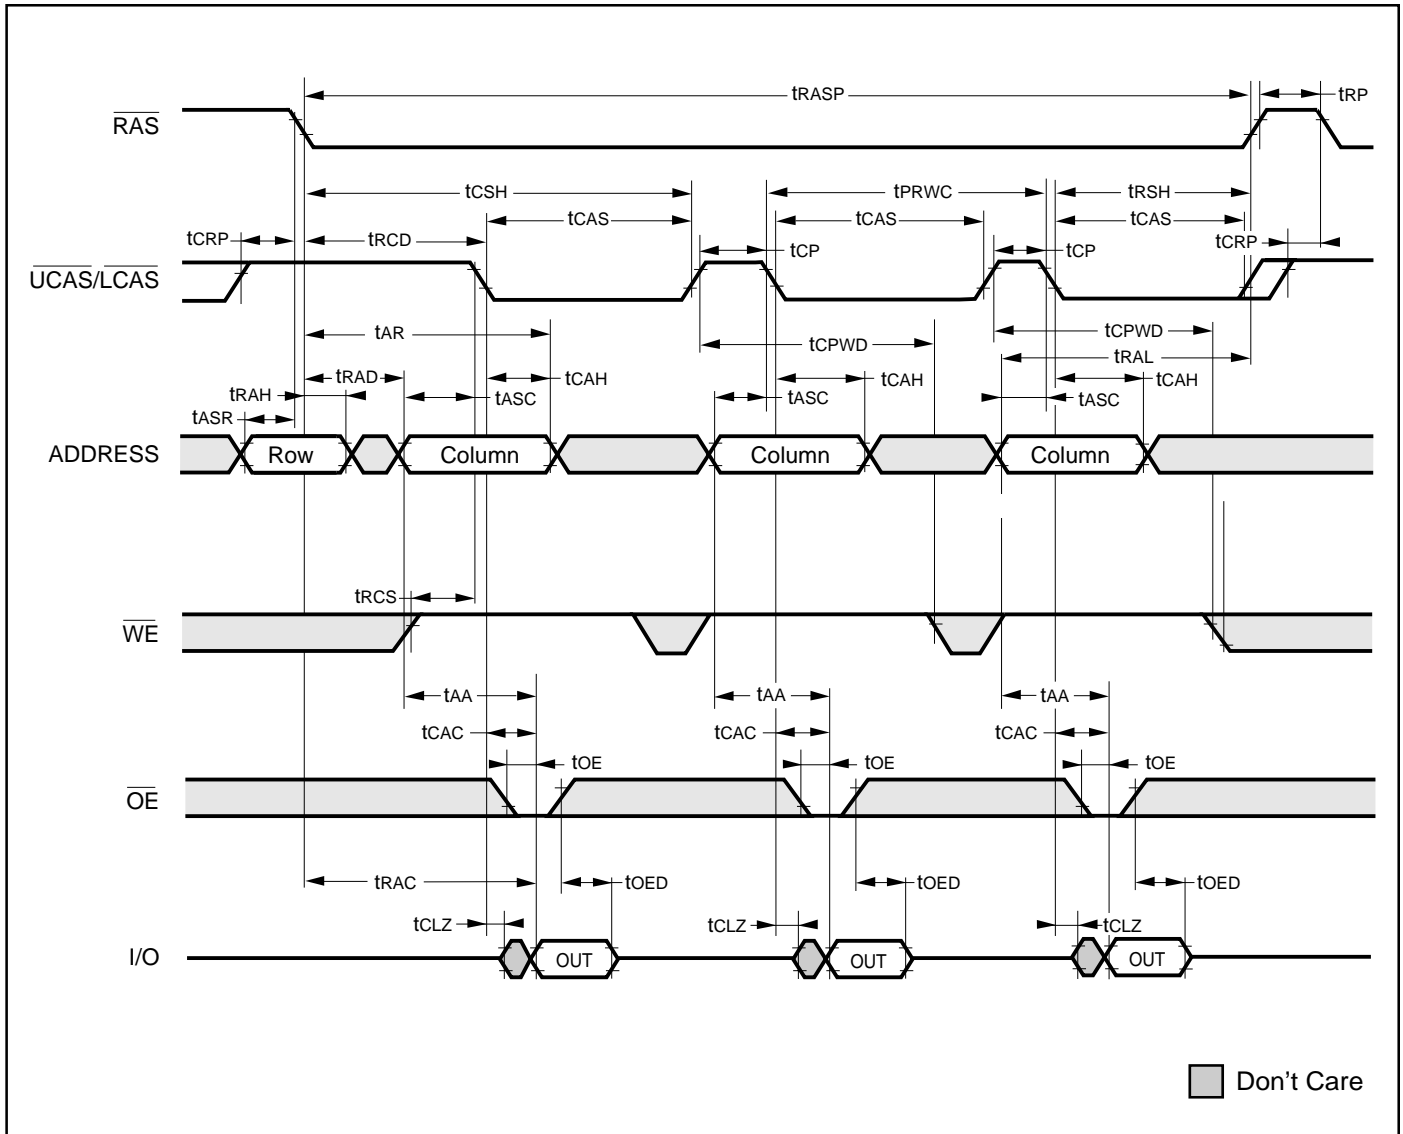 tRASP tRP
RAS
tCSH tPRWC tRSH
tCAS tCAS tCAS
tCRP tRCD tCP tCP tCRP
UCAS/LCAS
tAR tCPWD tCPWD
tRAL
tRAD tCAH tCAH tCAH
tRAH tASC tASC tASC
tASR
ADDRESS Row Column Column Column
tRCS
WE
tAA tAA tAA
tCAC tCAC tCAC
tOE tOE tOE
OE
tRAC tOED tOED tOED
tCLZ tCLZ tCLZ
I/O OUT OUT OUT
Don't Care